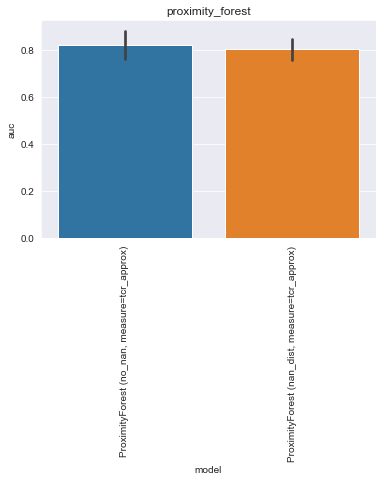 proximity_forest
auc
0.8
0.6
0.4
0.2
0.0
ProximityForest (no_nan, measure=tcr_approx)
ProximityForest (nan_dist, measure=tcr_approx)
model